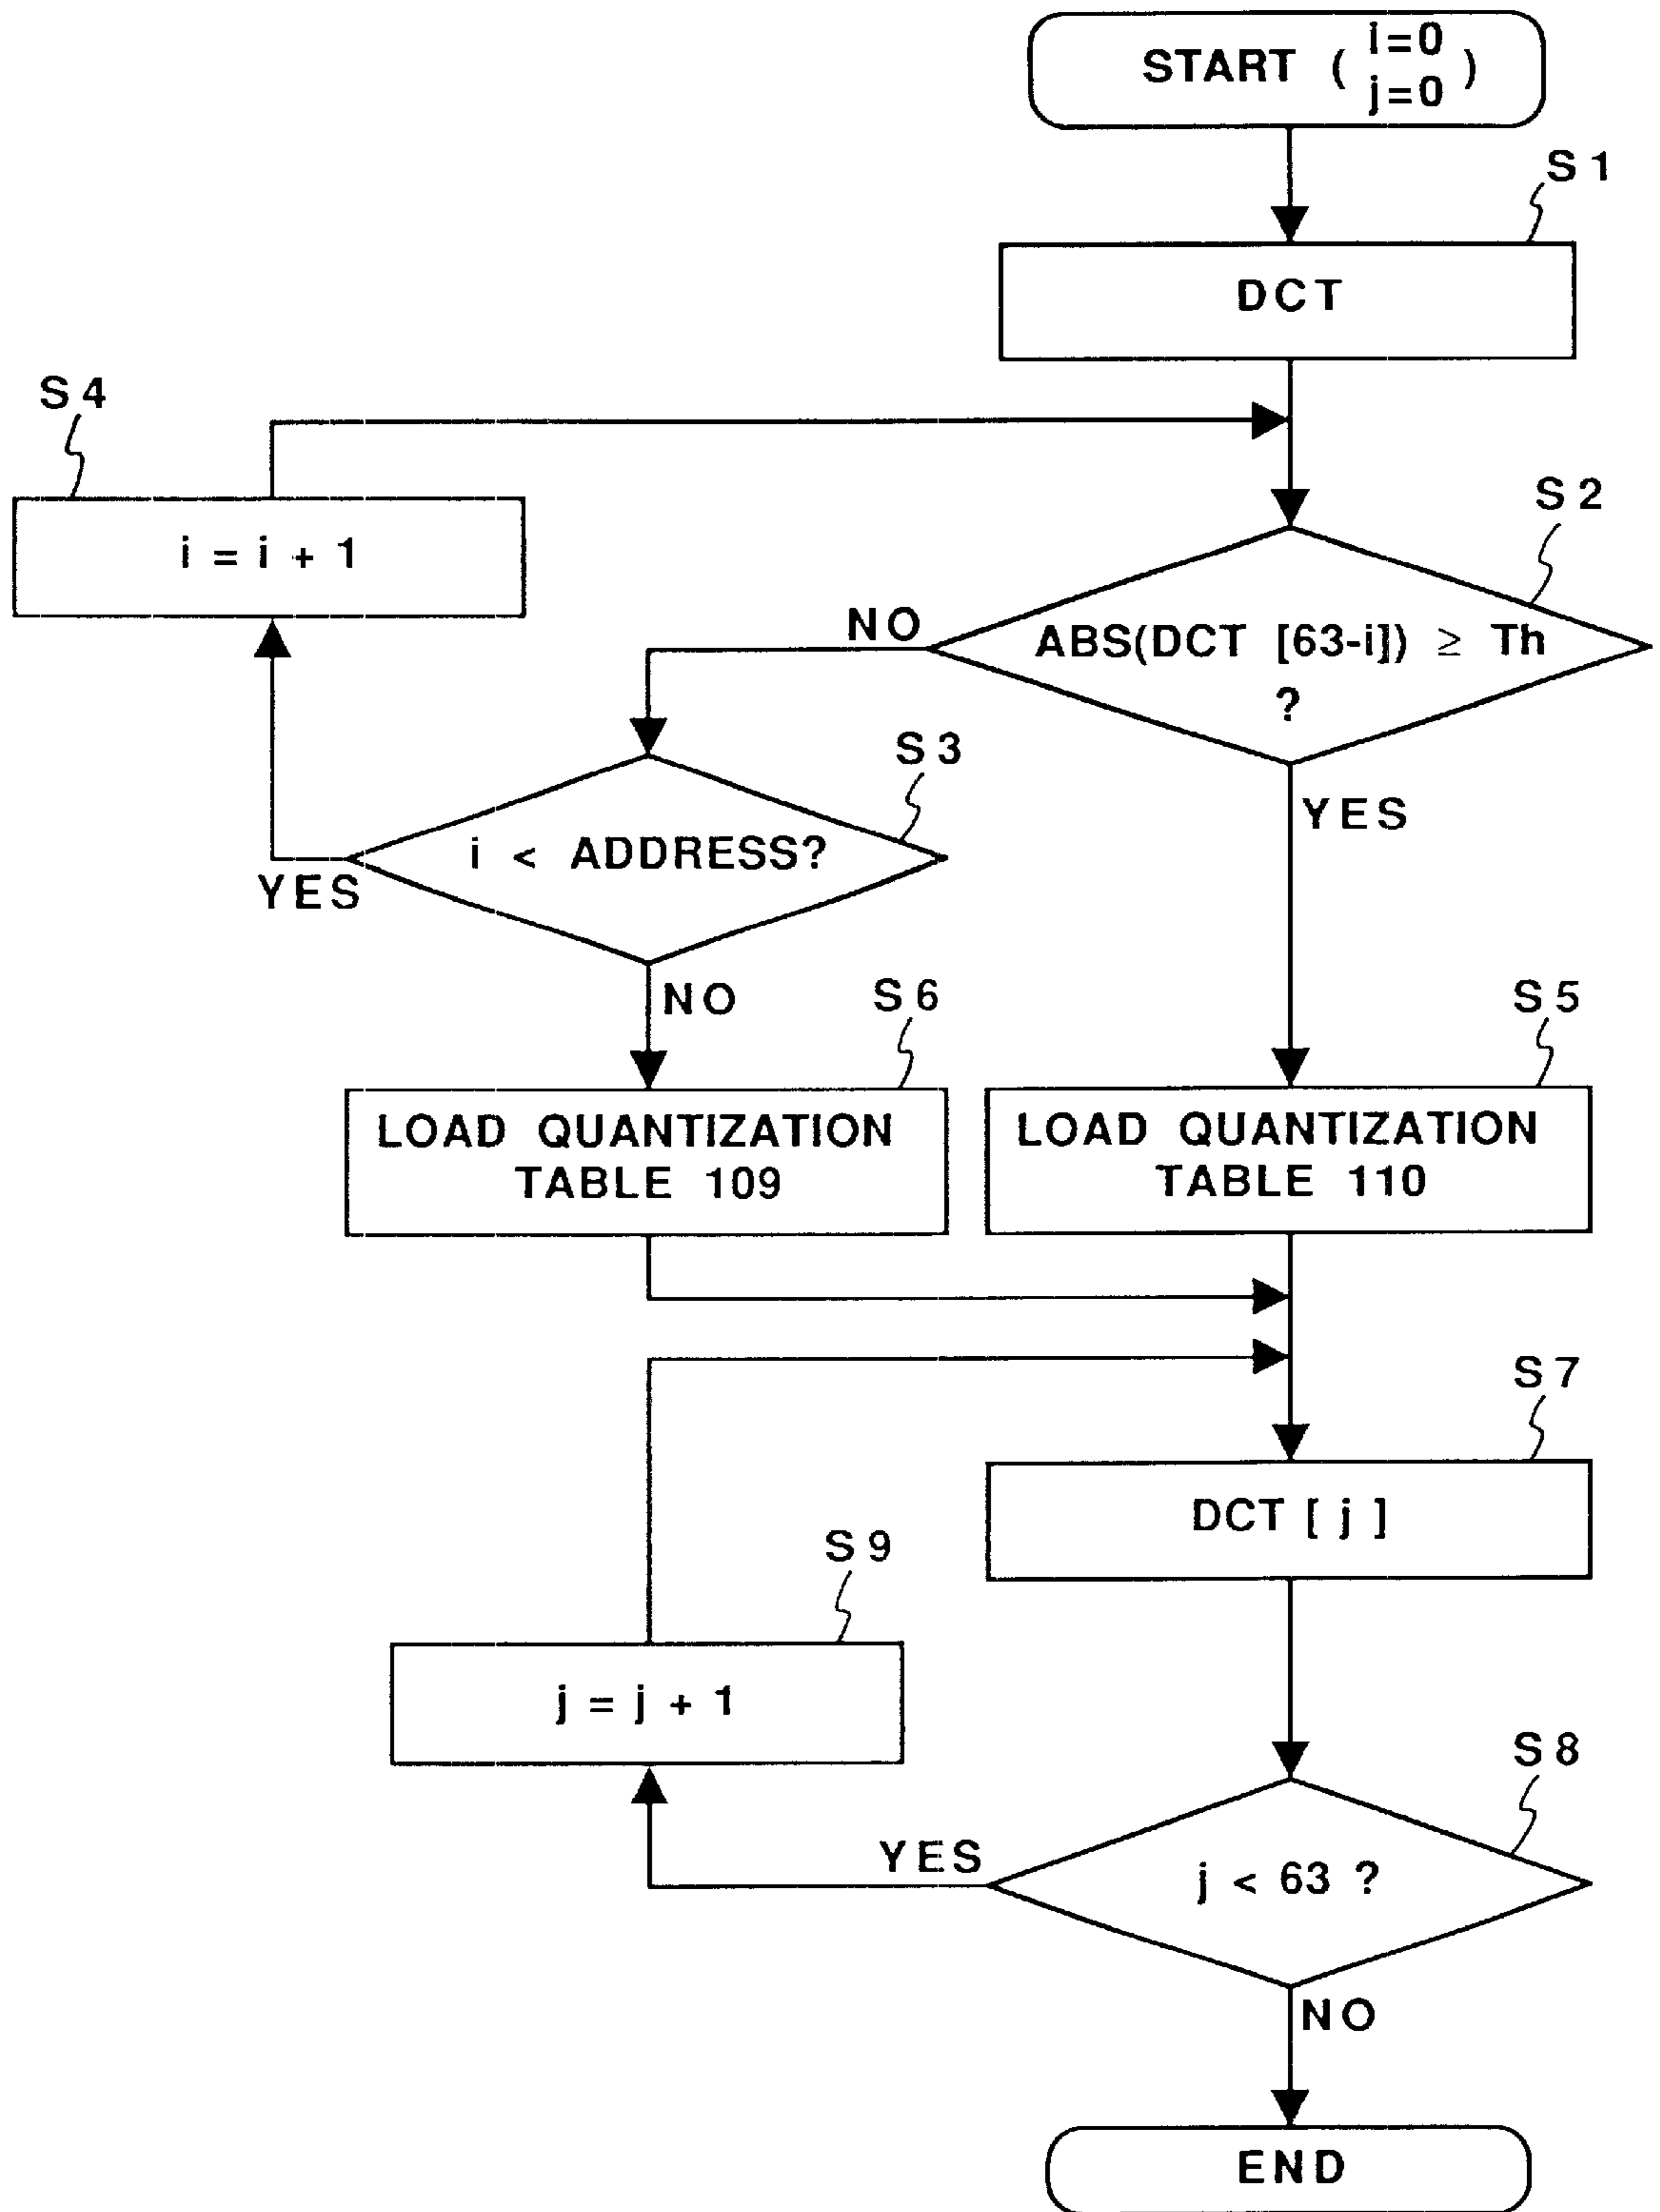 START ( i=0
j=0 )
S1
DCT
S4
i = i + 1
S2
NO
ABS(DCT [63-i]) ≥ Th
?
S3
YES
i < ADDRESS?
YES
NO
S6
S5
LOAD QUANTIZATION
TABLE 109
LOAD QUANTIZATION
TABLE 110
S7
DCT [ j ]
S9
j = j + 1
S8
YES
j < 63 ?
NO
END